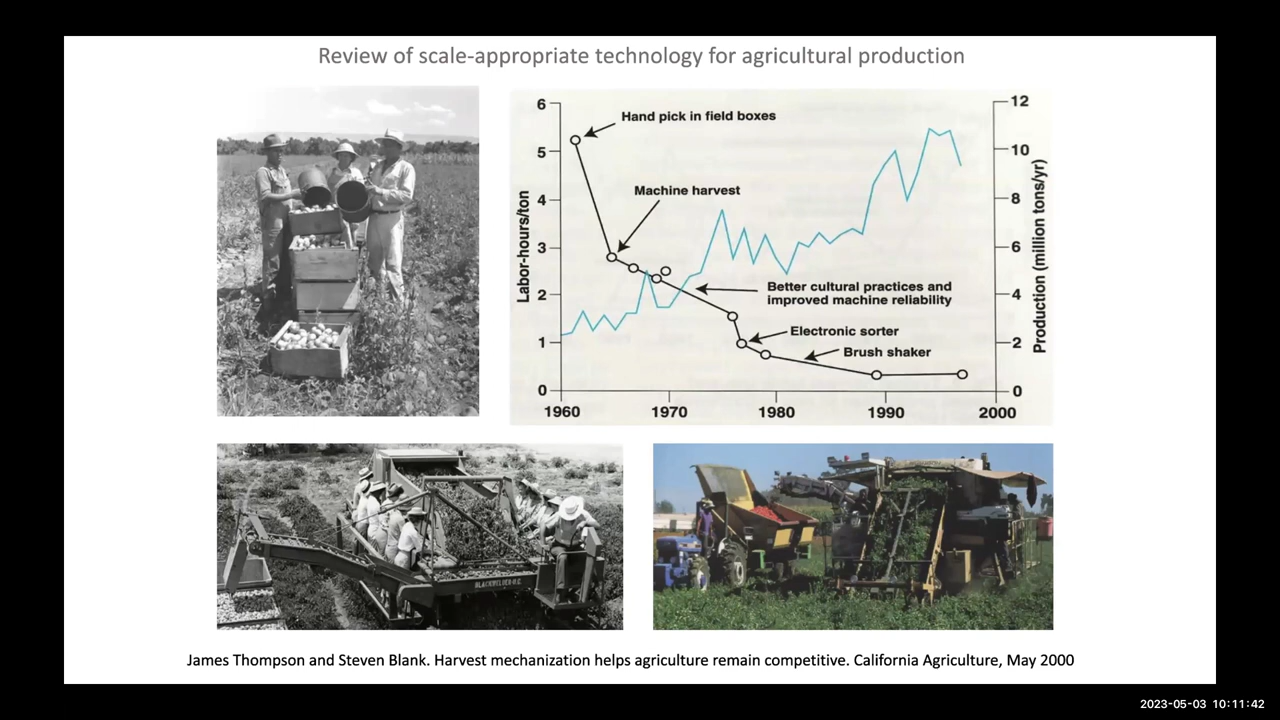 Review of scale-appropriate technology for agricultural production
6
5
4
3
2
1
0
Labor-hours/ton
12
10
8
6
4
2
0
Production (million tons/yr)
Hand pick in field boxes
Machine harvest
Better cultural practices and
improved machine reliability
Electronic sorter
Brush shaker
1960
1970
1980
1990
2000
BLACKWELDER
James Thompson and Steven Blank. Harvest mechanization helps agriculture remain competitive. California Agriculture, May 2000
2023-05-03 10:11:42